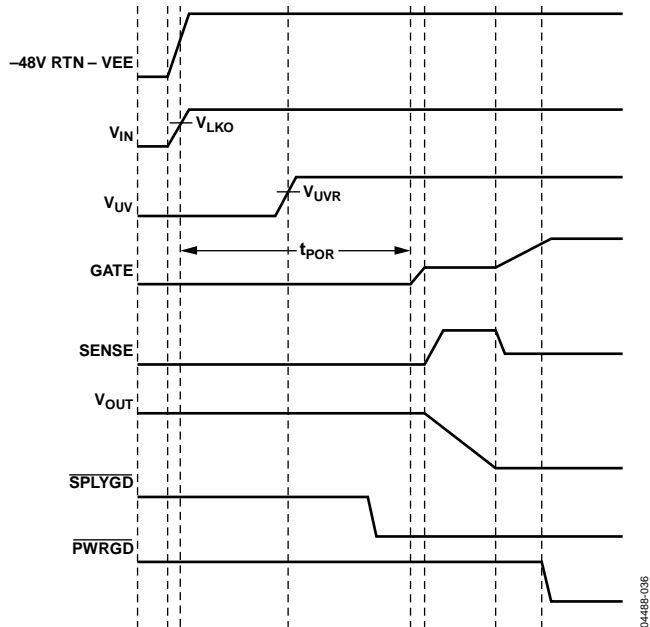 –48V RTN – VEE
VIN
VLKO
VUV
VUVR
tPOR
GATE
SENSE
VOUT
SPLYGD
PWRGD
04488-036